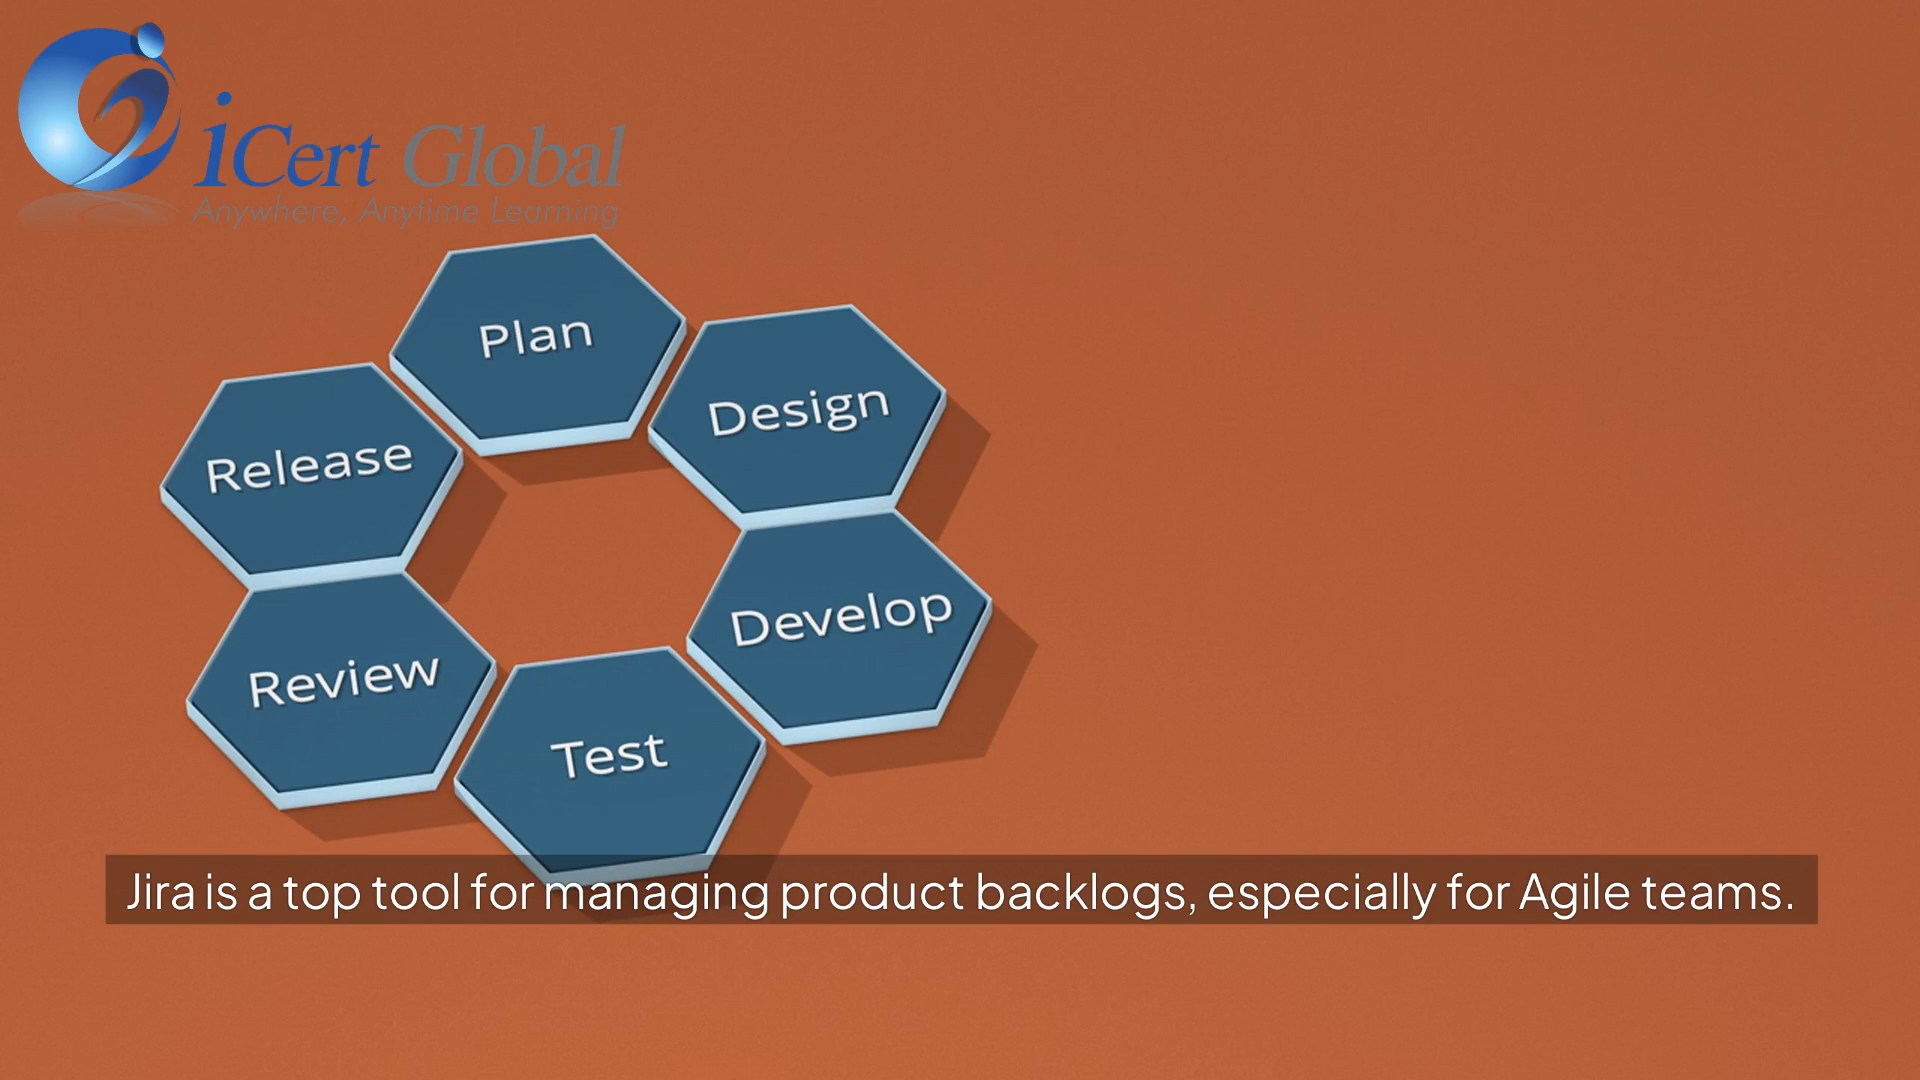 iCert Global
Anywhere, Anytime Learning
Plan
Design
Release
Develop
Review
Test
Jira is a top tool for managing product backlogs, especially for Agile teams.